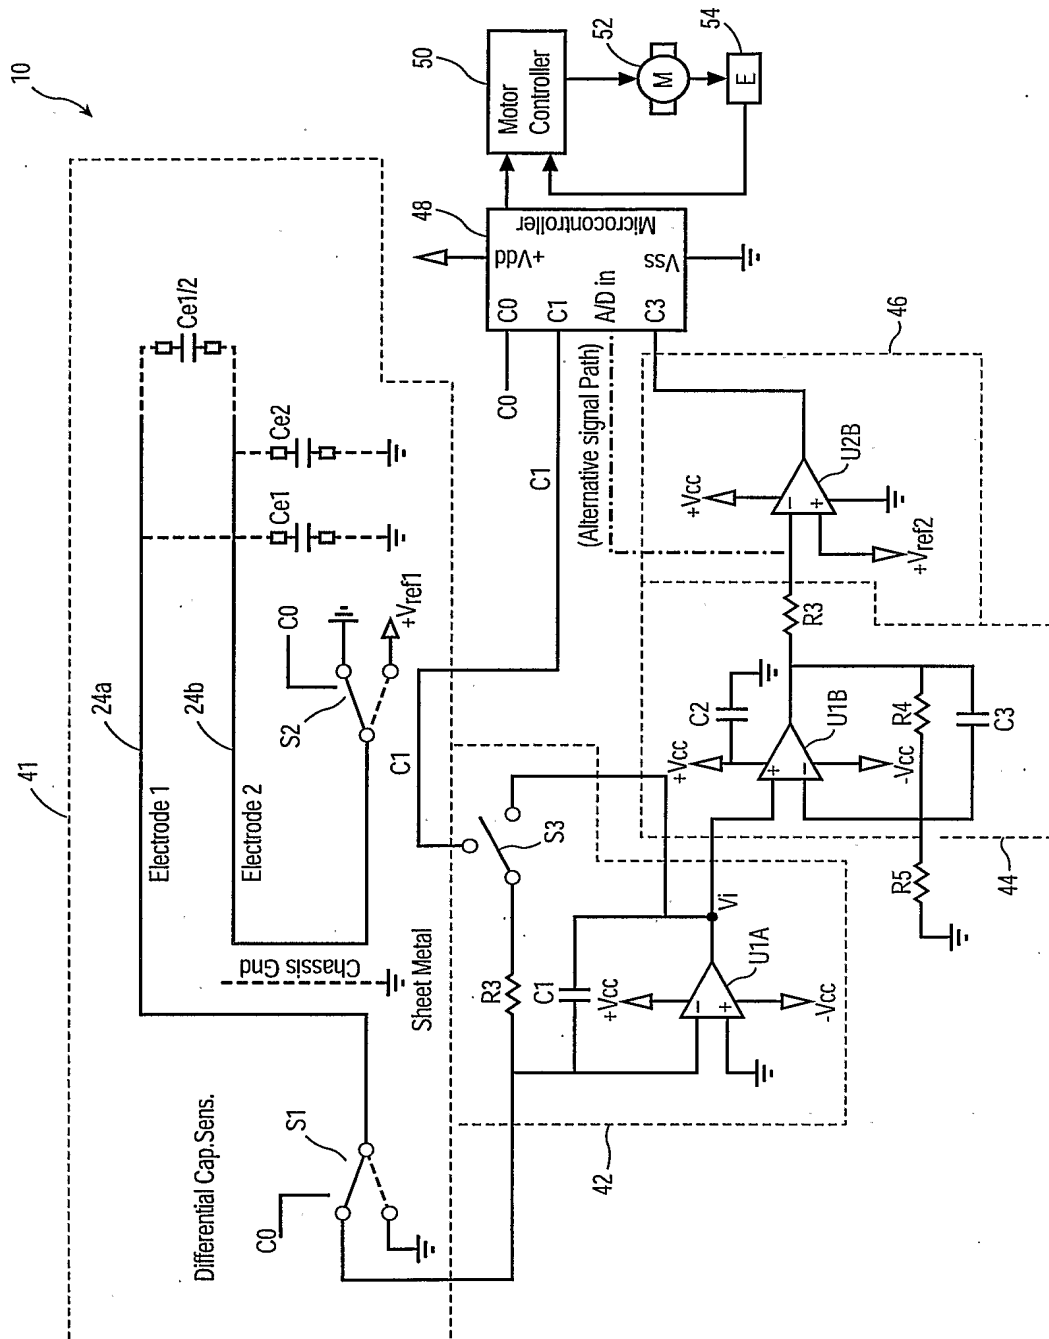 10
41
Differential Cap.Sens.
C0
S1
Electrode 1
24a
Electrode 2
24b
Chassis Gnd
Sheet Metal
S2
C0
+Vref1
Ce1
Ce2
Ce1/2
C1
C1
S3
R3
C1
+Vcc
U1A
-Vcc
Vi
42
+Vcc
C2
U1B
-Vcc
R4
C3
R5
44
R3
(Alternative signal Path)
+Vcc
U2B
+Vref2
46
C0
C0
C1
A/D in
C3
+Vdd
Vss
Microcontroller
48
Motor
Controller
50
M
52
E
54
+
−
+
−
+
−